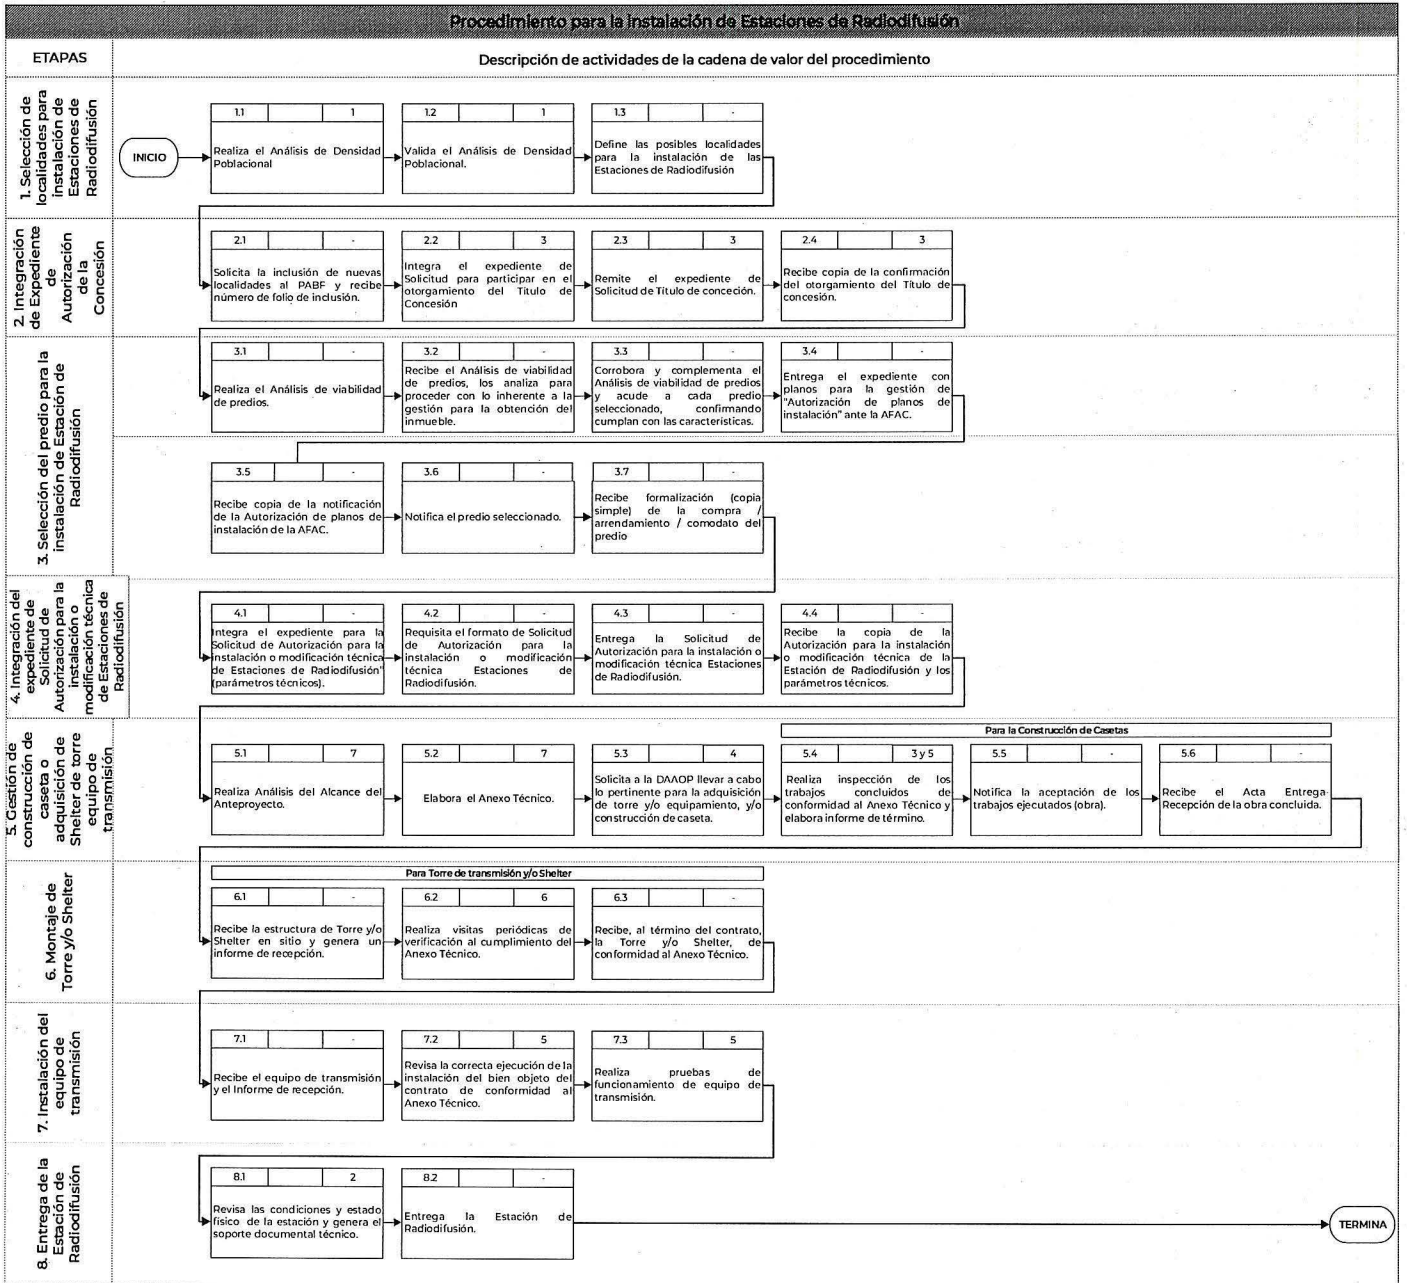 Procedimiento para la Instalación de Estaciones de Radiodifusión
ETAPAS
Descripción de actividades de la cadena de valor del procedimiento
1. Selección de
localidades para
instalación de
Estaciones de
Radiodifusión
INICIO
1.1 1
Realiza el Análisis de Densidad
Poblacional
1.2 1
Valida el Análisis de Densidad
Poblacional.
1.3 -
Define las posibles localidades
para la instalación de las
Estaciones de Radiodifusión
2. Integración
de Expediente
de
Autorización
de la
Concesión
2.1 -
Solicita la inclusión de nuevas
localidades al PABF y recibe
número de folio de inclusión.
2.2 3
Integra el expediente de
Solicitud para participar en el
otorgamiento del Título de
Concesión
2.3 3
Remite el expediente de
Solicitud de Título de conceción.
2.4 3
Recibe copia de la confirmación
del otorgamiento del Título de
concesión.
3. Selección del predio para la
instalación de Estación de
Radiodifusión
3.1 -
Realiza el Análisis de viabilidad
de predios.
3.2 -
Recibe el Análisis de viabilidad
de predios, los analiza para
proceder con lo inherente a la
gestión para la obtención del
inmueble.
3.3 -
Corrobora y complementa el
Análisis de viabilidad de predios
y acude a cada predio
seleccionado, confirmando
cumplan con las características.
3.4 -
Entrega el expediente con
planos para la gestión de
"Autorización de planos de
instalación" ante la AFAC.
3.5 -
Recibe copia de la notificación
de la Autorización de planos de
instalación de la AFAC.
3.6 -
Notifica el predio seleccionado.
3.7 -
Recibe formalización (copia
simple) de la compra /
arrendamiento / comodato del
predio
4. Integración del
expediente de
Solicitud de
Autorización para la
instalación o
modificación técnica
de Estaciones de
Radiodifusión
4.1 -
Integra el expediente para la
Solicitud de Autorización para la
instalación o modificación técnica
de Estaciones de Radiodifusión"
(parámetros técnicos).
4.2 -
Requisita el formato de Solicitud
de Autorización para la
instalación o modificación
técnica Estaciones de
Radiodifusión.
4.3 -
Entrega la Solicitud de
Autorización para la instalación o
modificación técnica Estaciones
de Radiodifusión.
4.4 -
Recibe la copia de la
Autorización para la instalación
o modificación técnica de la
Estación de Radiodifusión y los
parámetros técnicos.
5. Gestión de
construcción de
caseta o
adquisición de
Shelter de torre
equipo de
transmisión
5.1 7
Realiza Análisis del Alcance del
Anteproyecto.
5.2 7
Elabora el Anexo Técnico.
5.3 4
Solicita a la DAAOP llevar a cabo
lo pertinente para la adquisición
de torre y/o equipamiento, y/o
construcción de caseta.
Para la Construcción de Casetas
5.4 3 y 5
Realiza inspección de los
trabajos concluidos de
conformidad al Anexo Técnico y
elabora informe de término.
5.5 -
Notifica la aceptación de los
trabajos ejecutados (obra).
5.6 -
Recibe el Acta Entrega-
Recepción de la obra concluida.
6. Montaje de
Torre y/o Shelter
Para Torre de transmisión y/o Shelter
6.1 -
Recibe la estructura de Torre y/o
Shelter en sitio y genera un
informe de recepción.
6.2 6
Realiza visitas periódicas de
verificación al cumplimiento del
Anexo Técnico.
6.3 -
Recibe, al término del contrato,
la Torre y/o Shelter, de
conformidad al Anexo Técnico.
7. Instalación del
equipo de
transmisión
7.1 -
Recibe el equipo de transmisión
y el Informe de recepción.
7.2 5
Revisa la correcta ejecución de la
instalación del bien objeto del
contrato de conformidad al
Anexo Técnico.
7.3 5
Realiza pruebas de
funcionamiento de equipo de
transmisión.
8. Entrega de la
Estación de
Radiodifusión
8.1 2
Revisa las condiciones y estado
físico de la estación y genera el
soporte documental técnico.
8.2 -
Entrega la Estación de
Radiodifusión.
TERMINA